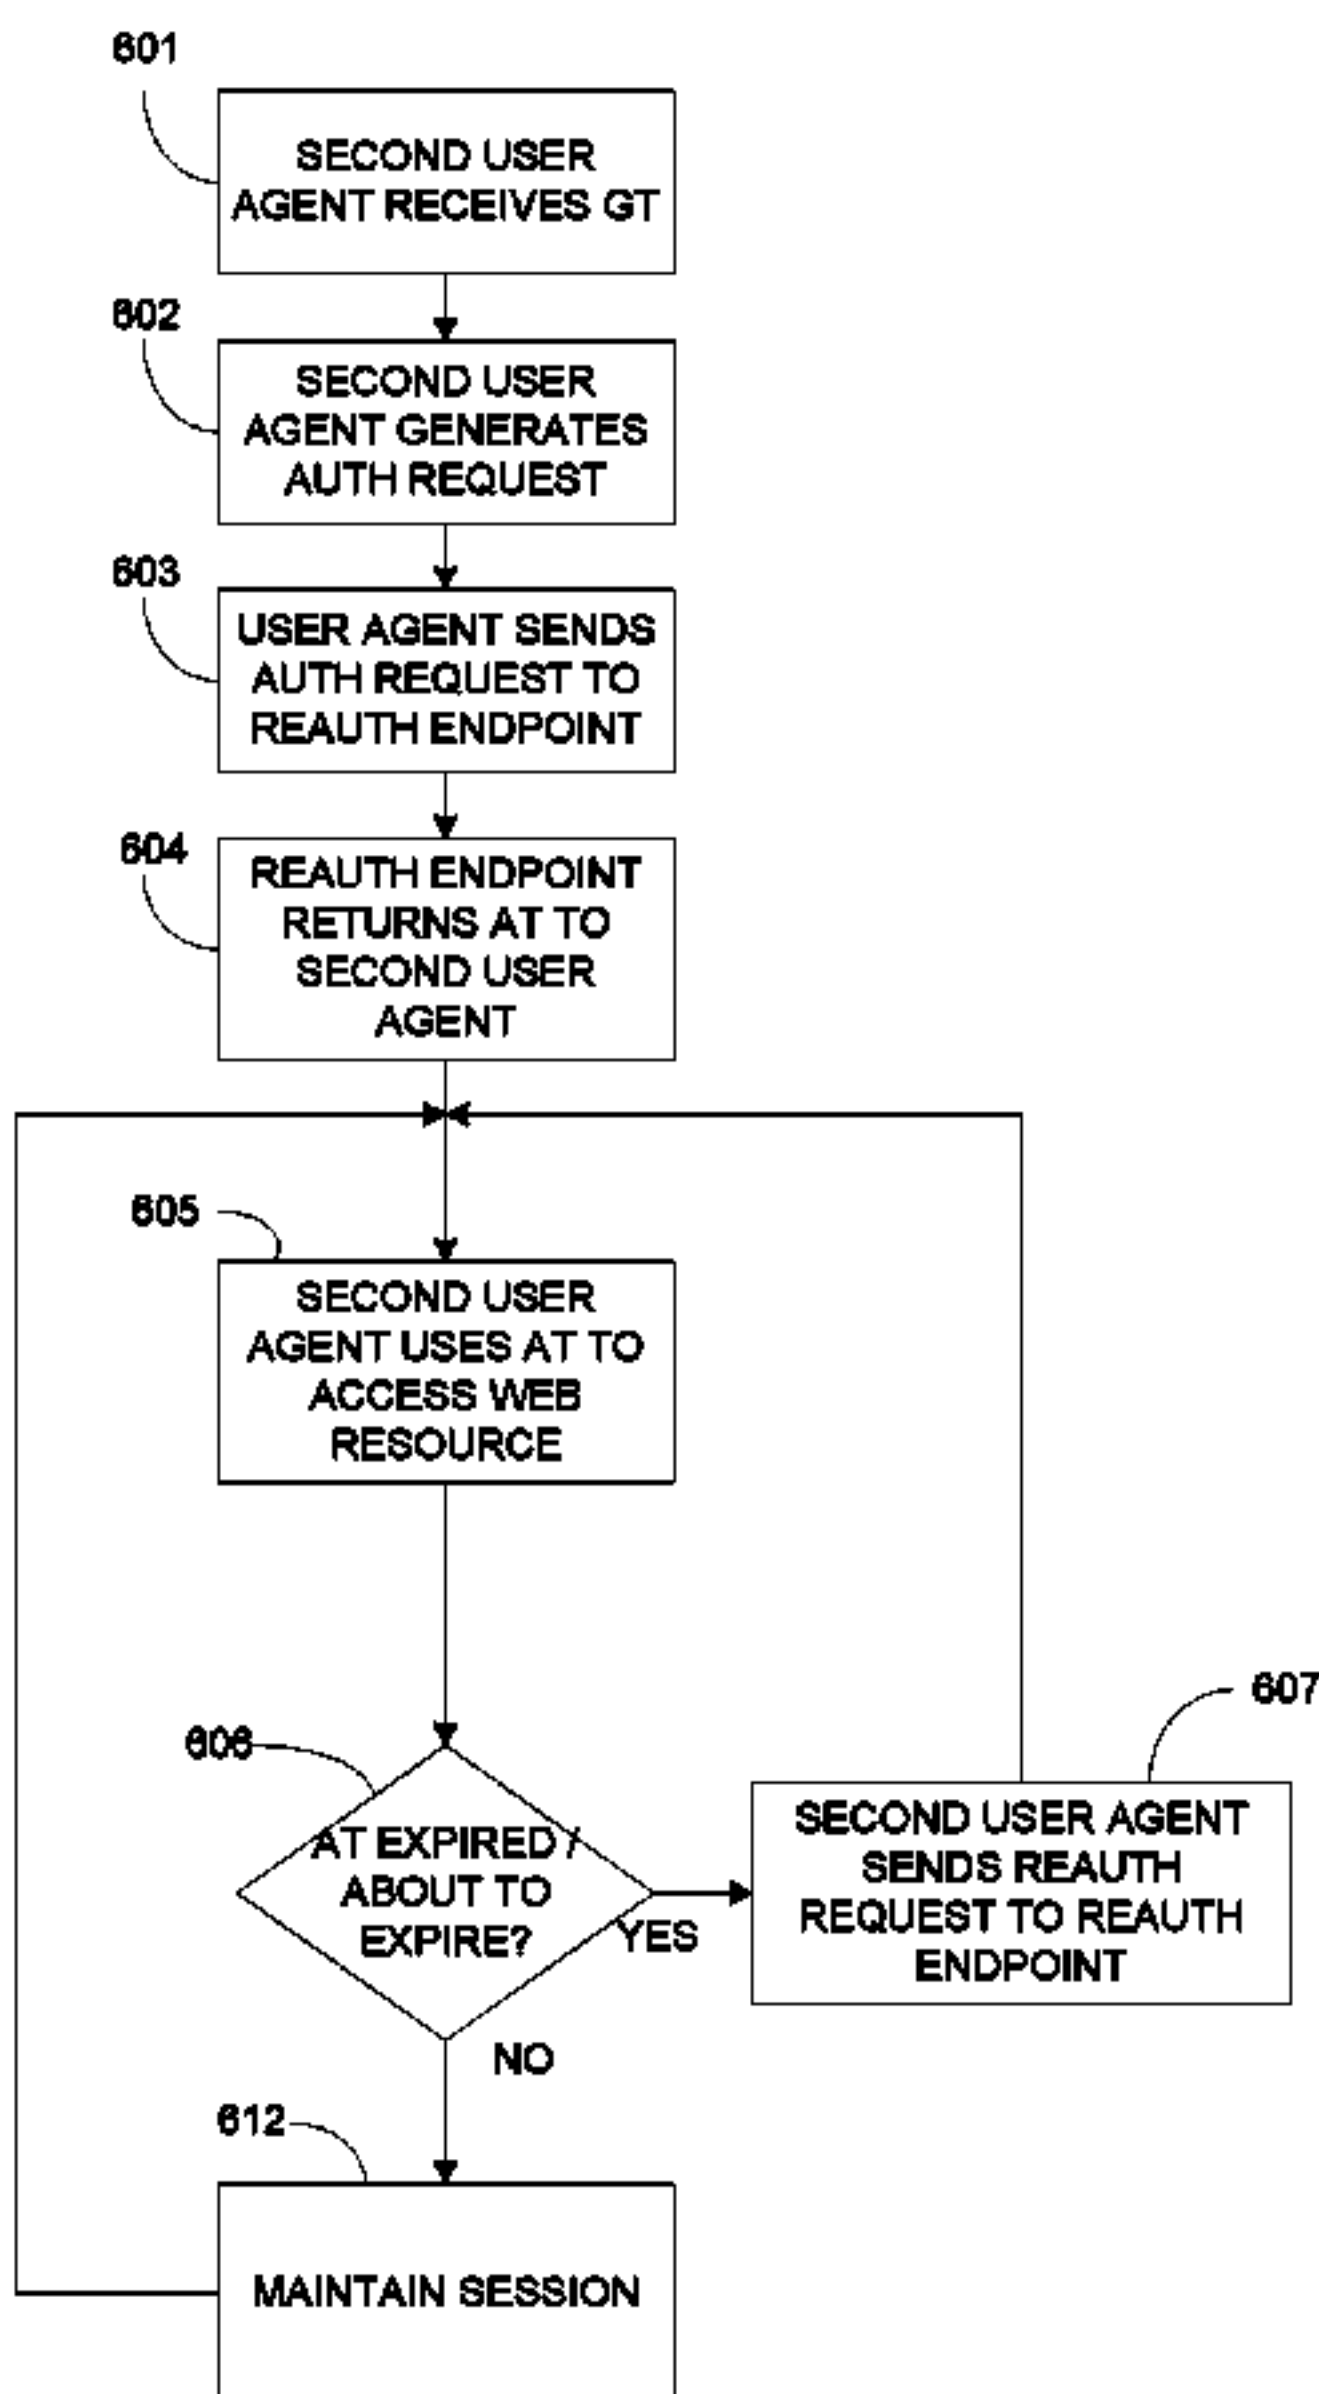 601
SECOND USER
AGENT RECEIVES GT
602
SECOND USER
AGENT GENERATES
AUTH REQUEST
603
USER AGENT SENDS
AUTH REQUEST TO
REAUTH ENDPOINT
604
REAUTH ENDPOINT
RETURNS AT TO
SECOND USER
AGENT
605
SECOND USER
AGENT USES AT TO
ACCESS WEB
RESOURCE
606
AT EXPIRED /
ABOUT TO
EXPIRE?
YES
607
SECOND USER AGENT
SENDS REAUTH
REQUEST TO REAUTH
ENDPOINT
NO
612
MAINTAIN SESSION